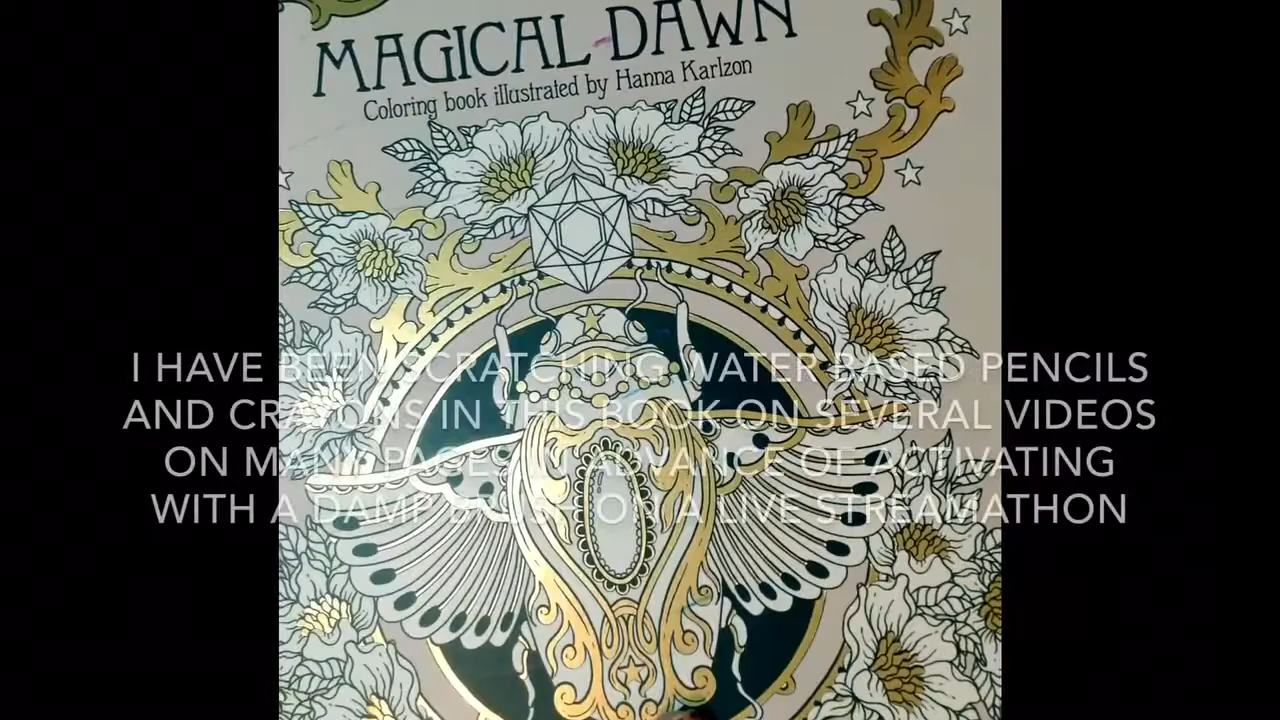 MAGICAL DAWN
Coloring book illustrated by Hanna Karlzon
I HAVE BEEN SCRATCHING WATER BASED PENCILS
AND CRAYONS IN THIS BOOK ON SEVERAL VIDEOS
ON MANY PAGES IN ADVANCE OF ACTIVATING
WITH A DAMP BRUSH OR A LIVE STREAMATHON